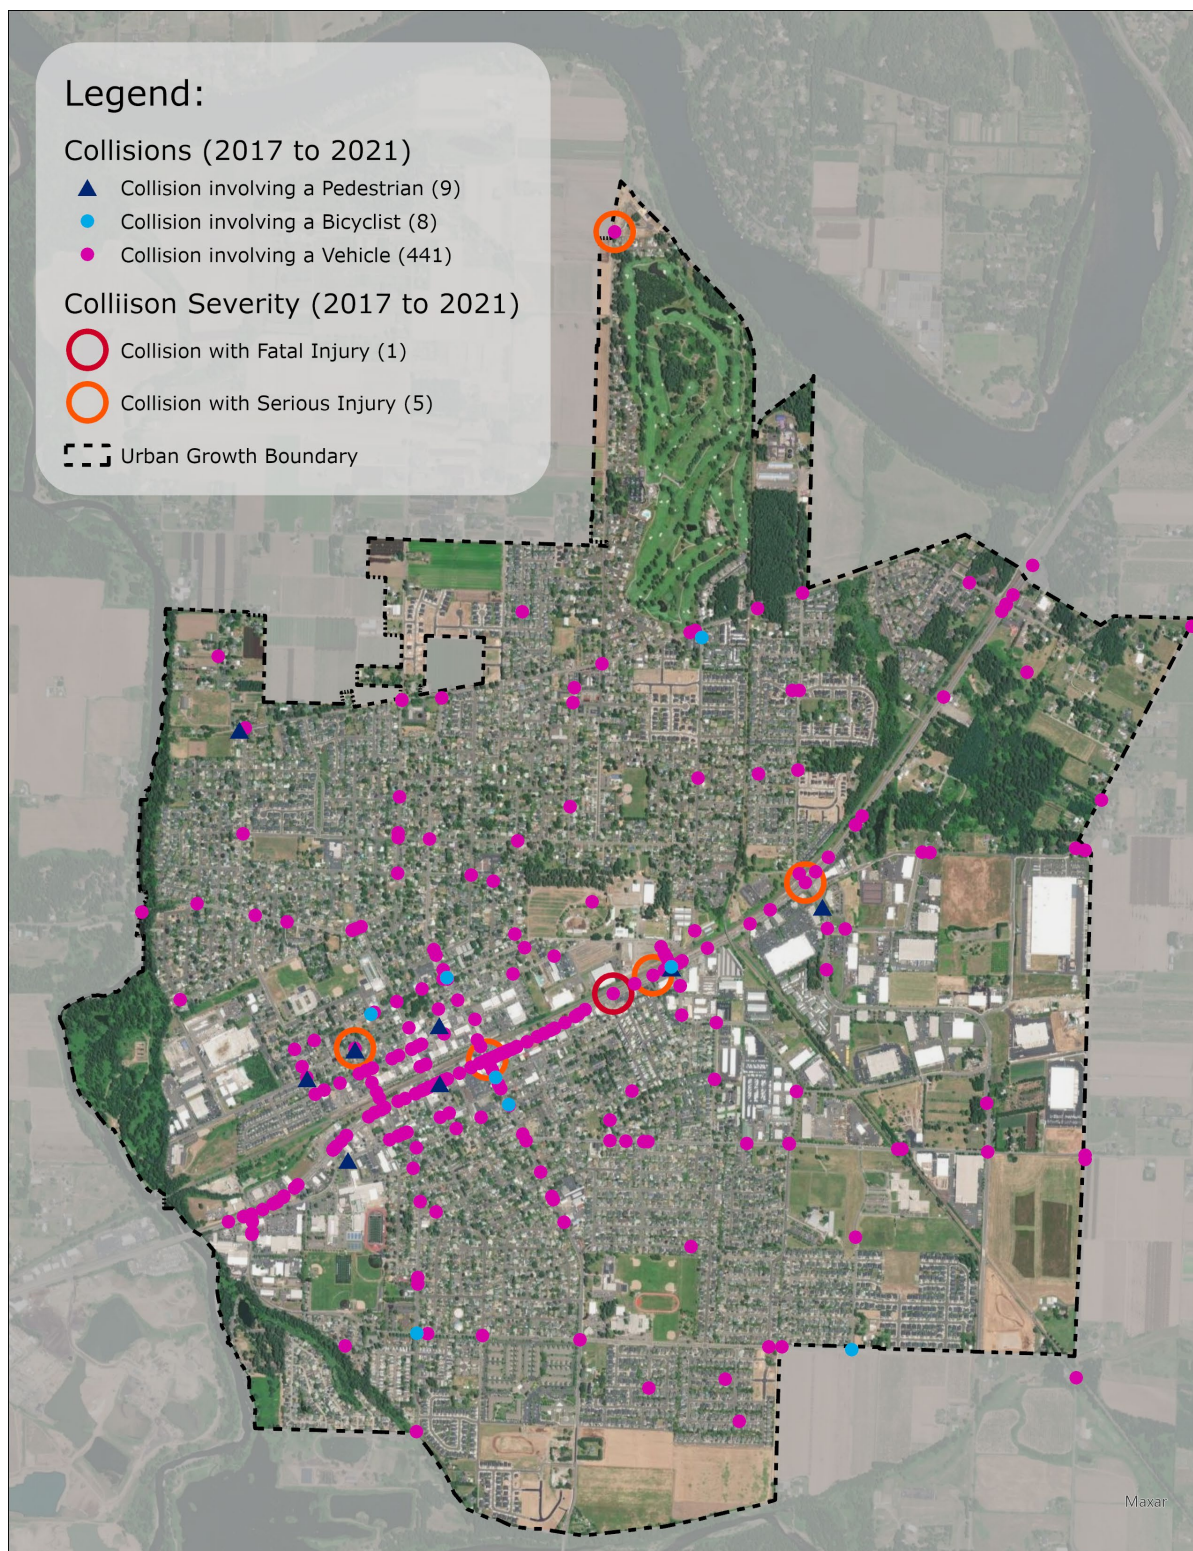 Legend:
Collisions (2017 to 2021)
Collision involving a Pedestrian (9)
Collision involving a Bicyclist (8)
Collision involving a Vehicle (441)
Colliison Severity (2017 to 2021)
Collision with Fatal Injury (1)
Collision with Serious Injury (5)
Urban Growth Boundary
Maxar